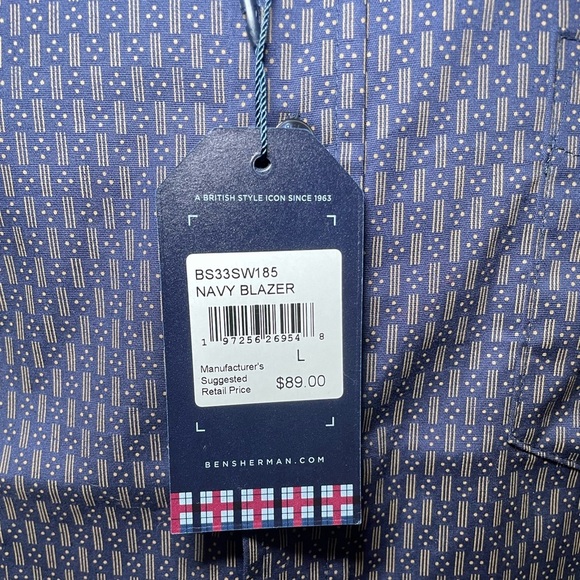 A BRITISH STYLE ICON SINCE 1963
BS33SW185
NAVY BLAZER
1 97256 26954 8
L
Manufacturer's
Suggested
Retail Price $89.00
BENSHERMAN.COM